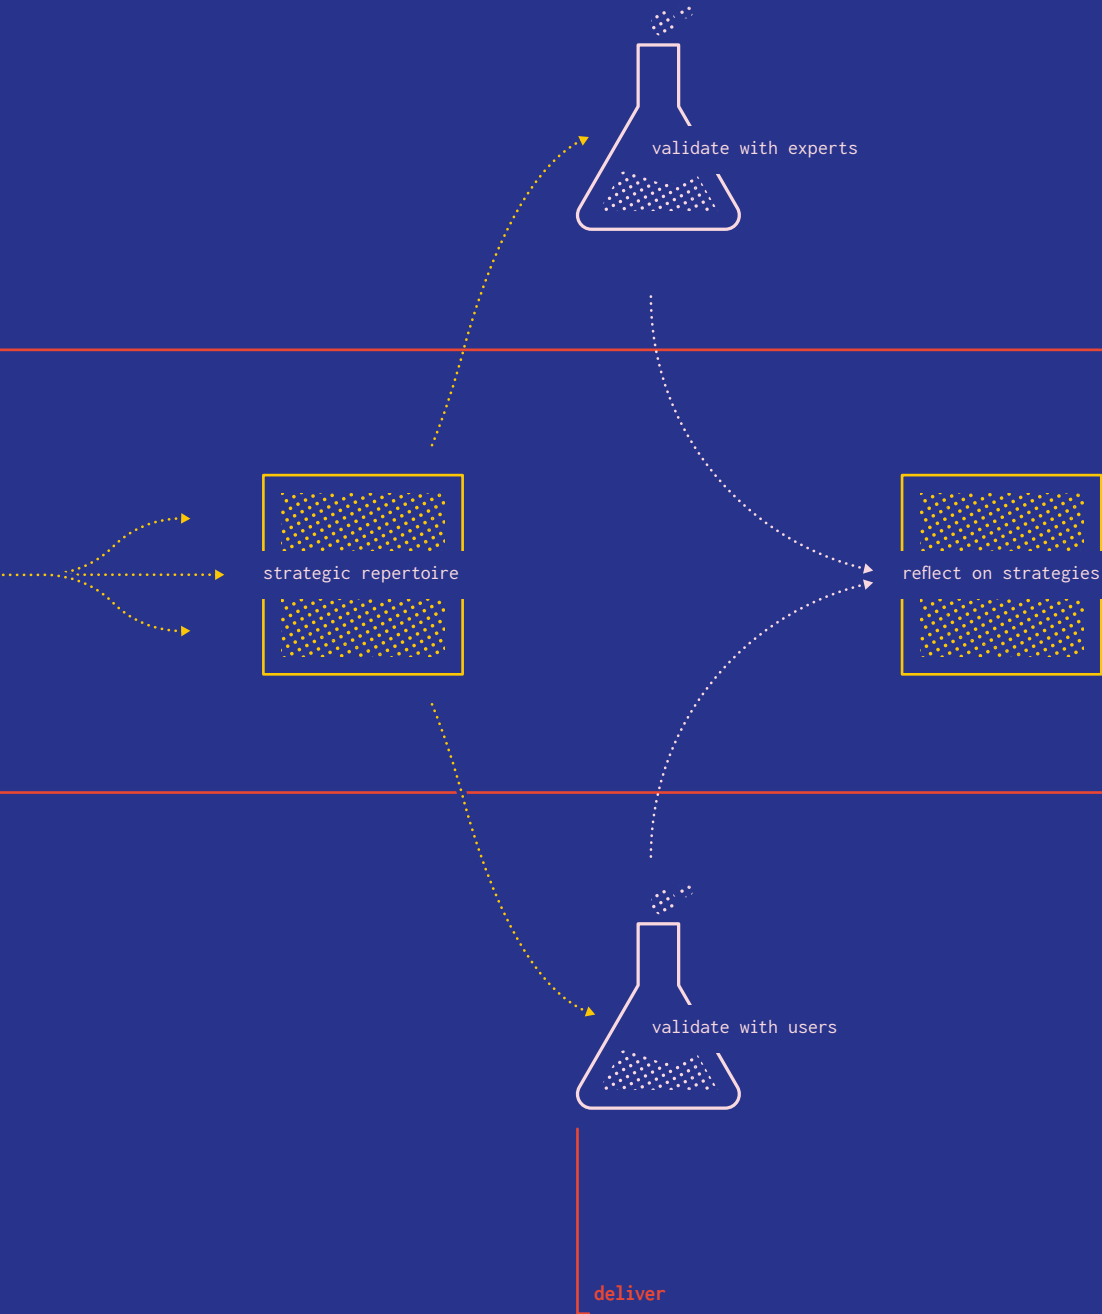 validate with experts
strategic repertoire
reflect on strategies
validate with users
deliver